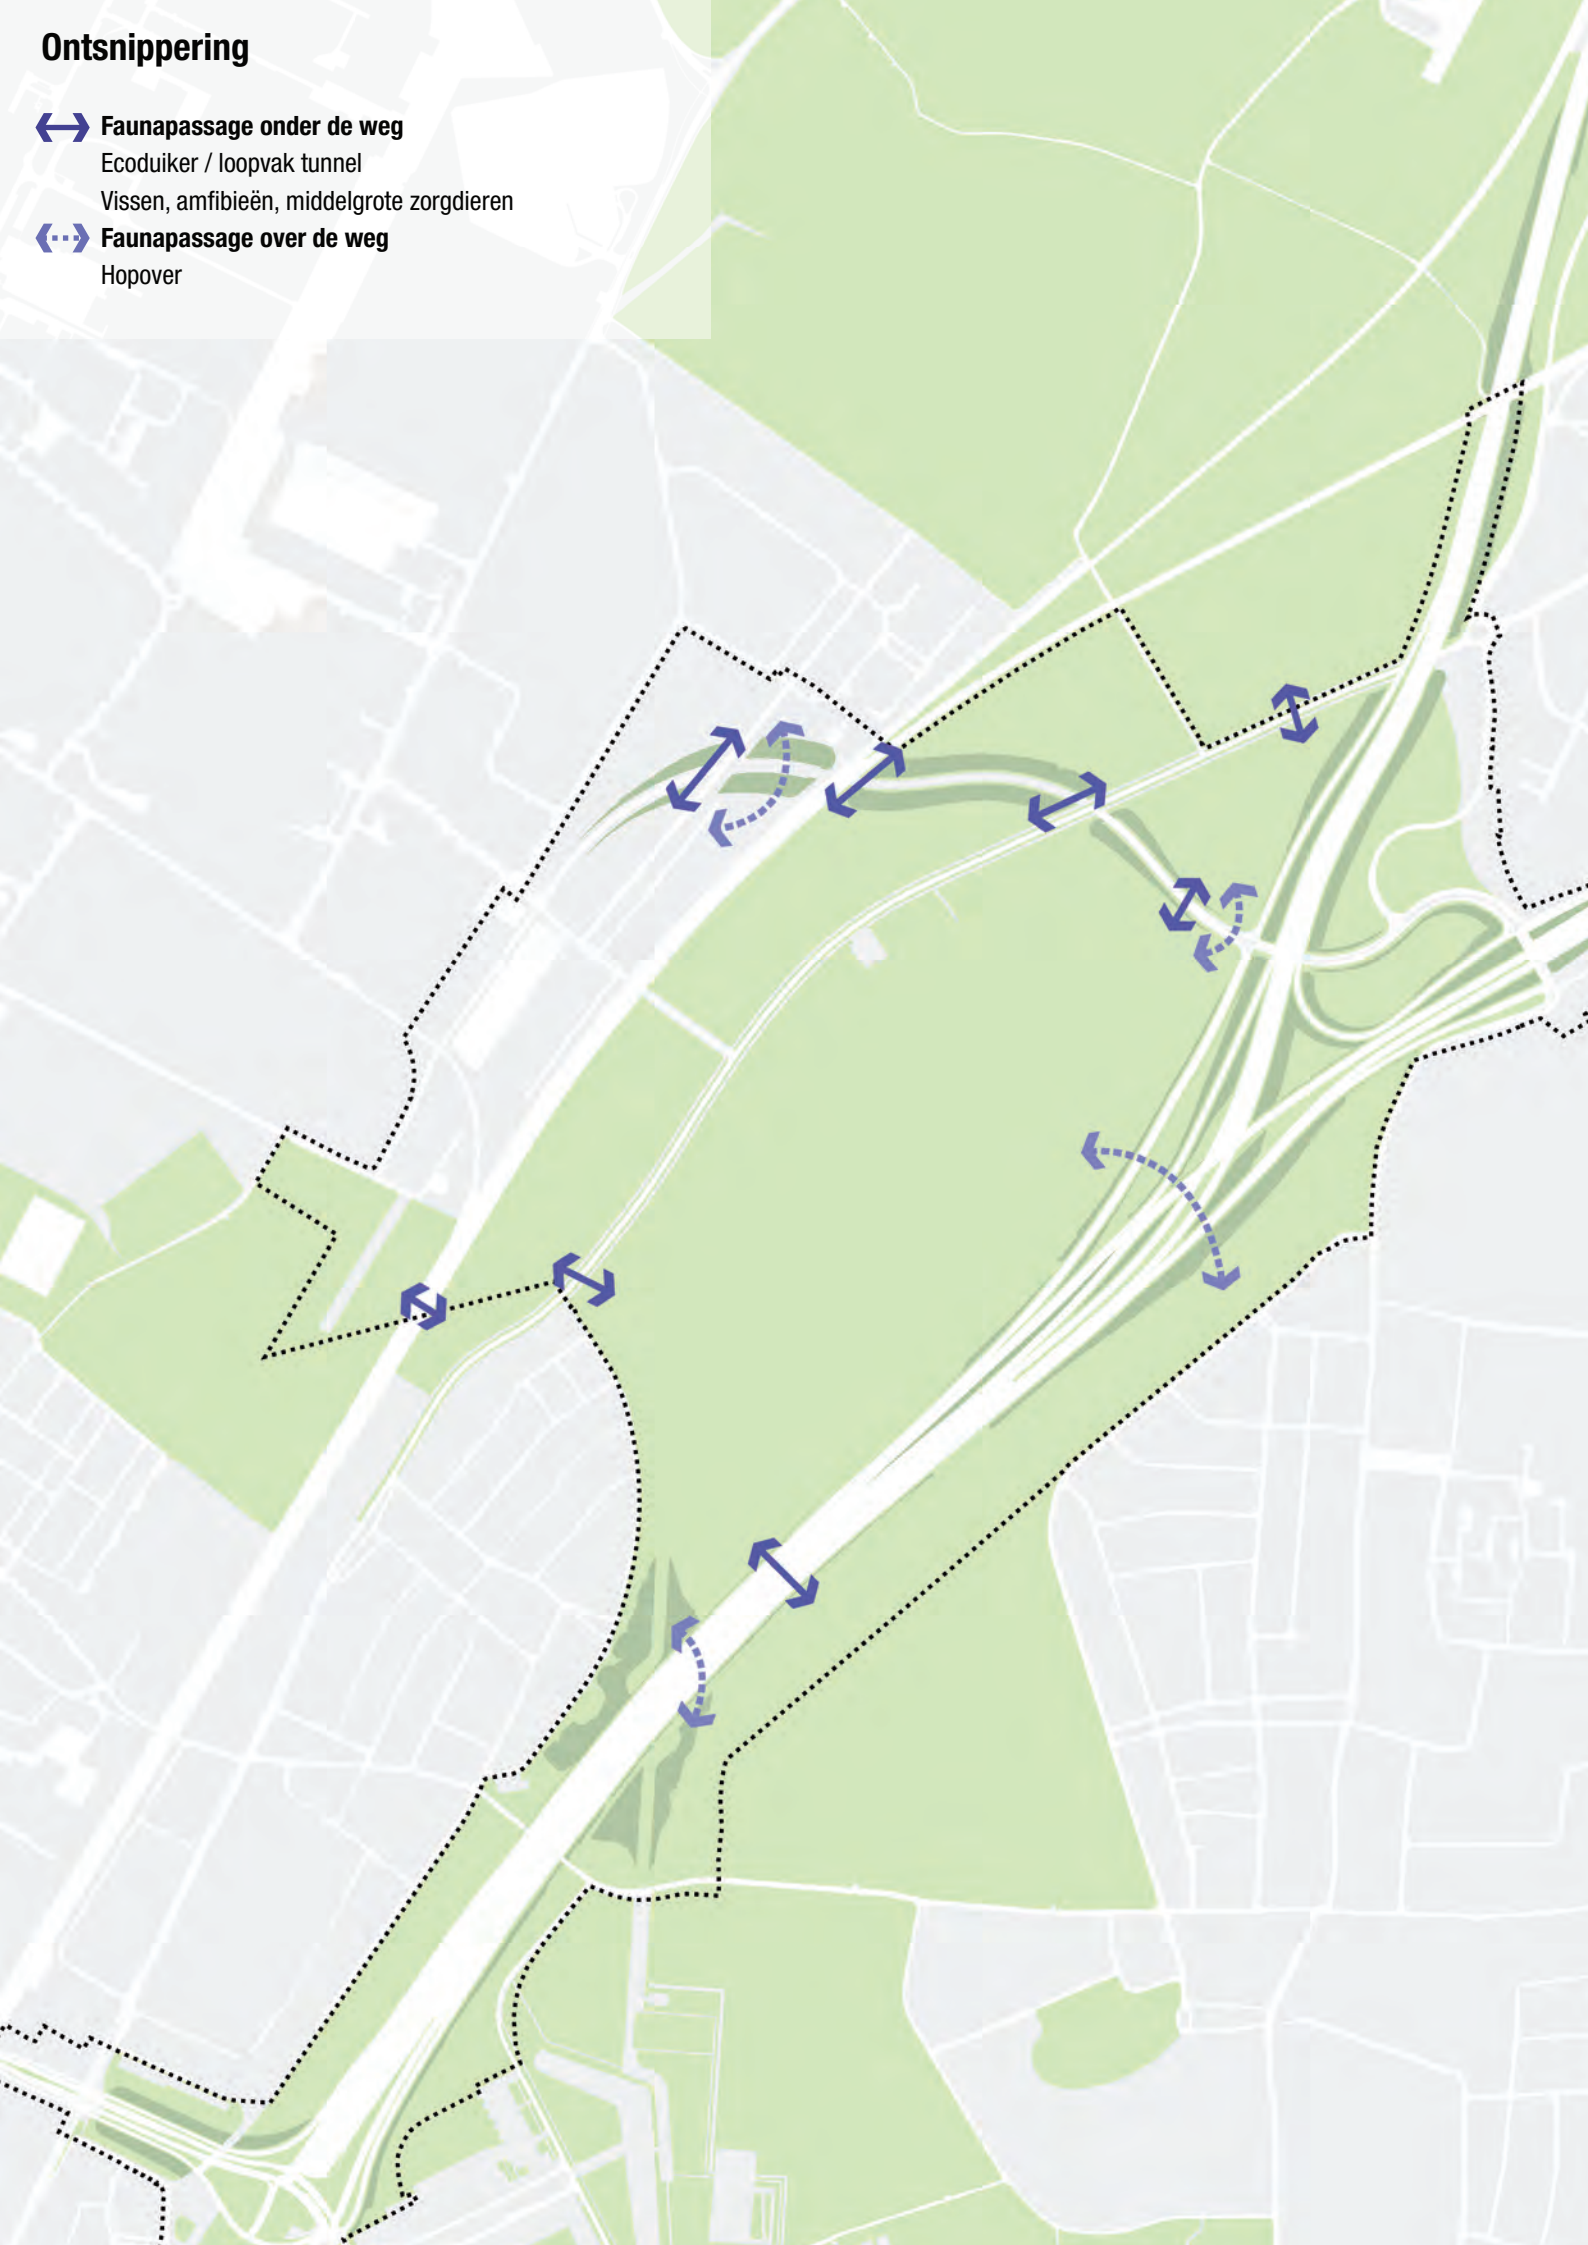 Ontsnippering
Faunapassage onder de weg
Ecoduiker / loopvak tunnel
Vissen, amfibieën, middelgrote zorgdieren
Faunapassage over de weg
Hopover